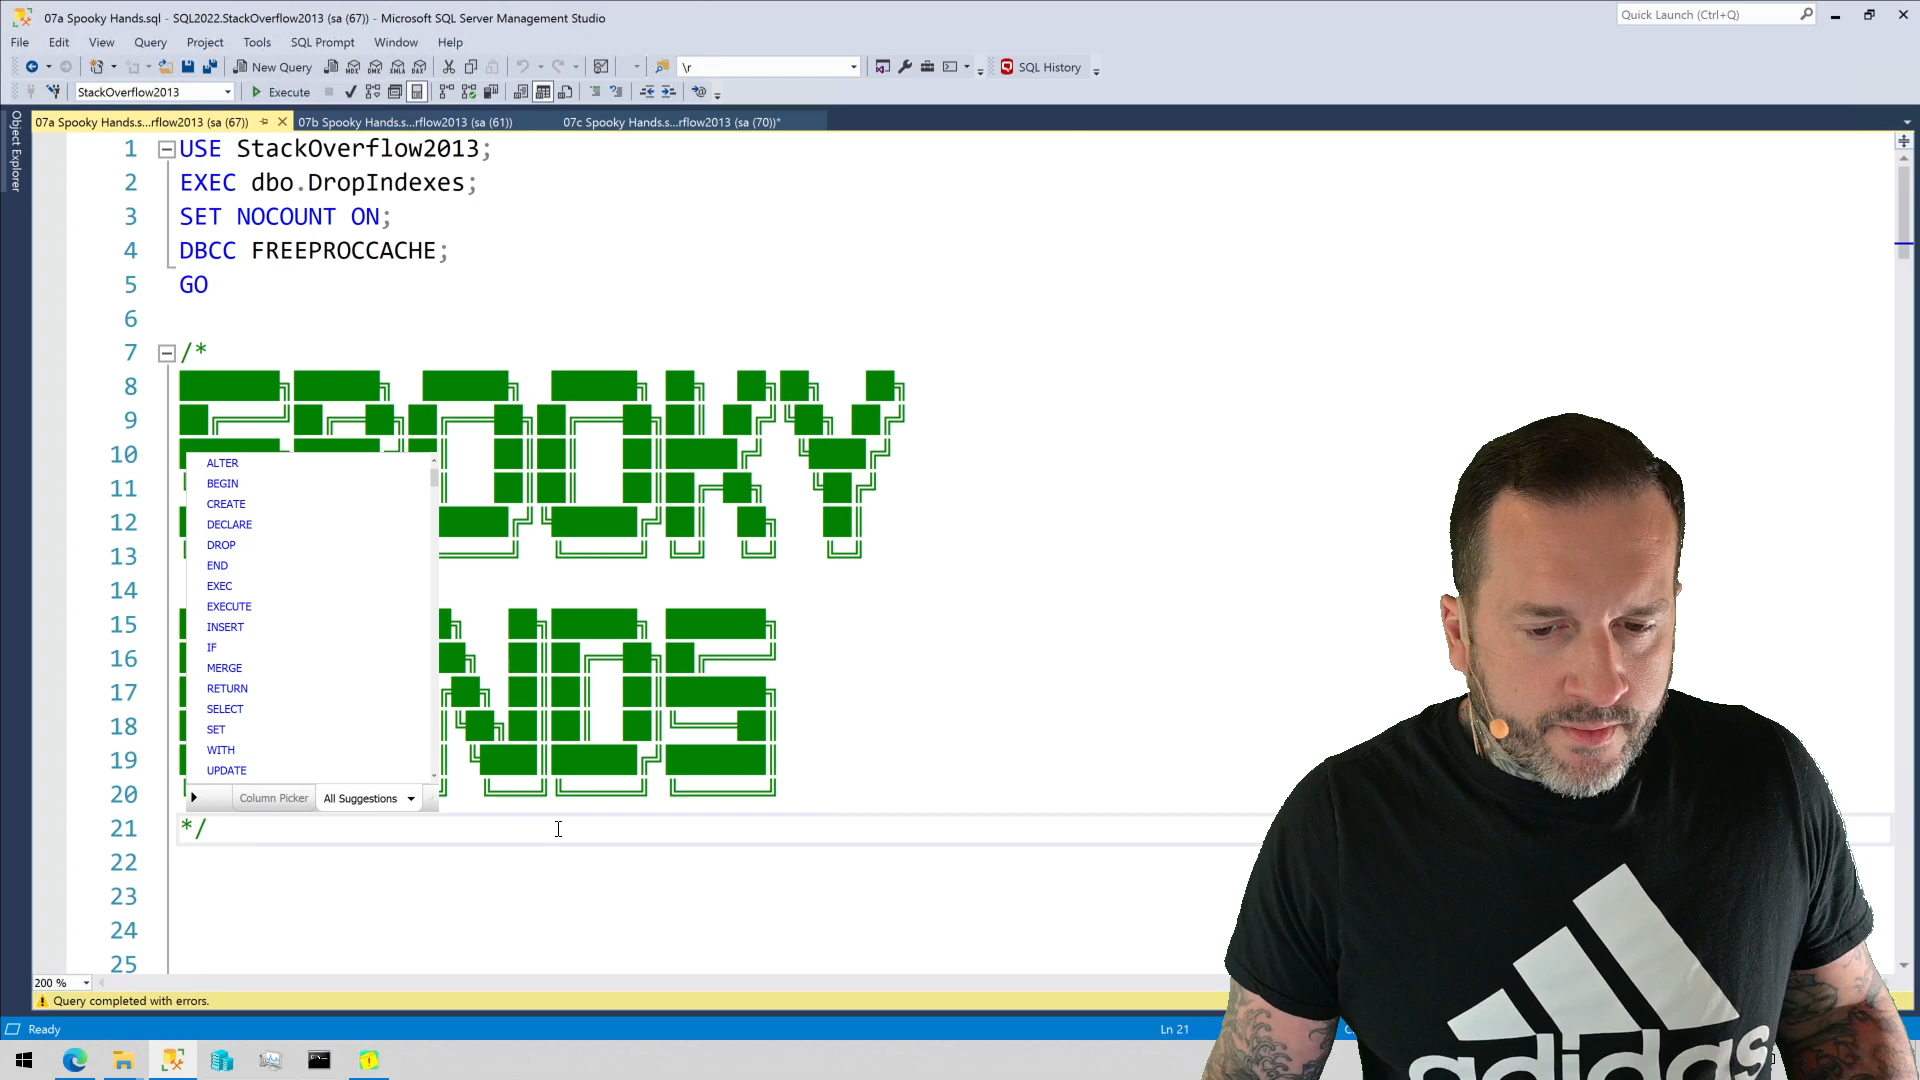 07a Spooky Hands.sql - SQL2022.StackOverflow2013 (sa (67)) - Microsoft SQL Server Management Studio
Quick Launch (Ctrl+Q)
File Edit View Query Project Tools SQL Prompt Window Help
New Query
\r
SQL History
StackOverflow2013
Execute
07a Spooky Hands.s...rflow2013 (sa (67))
07b Spooky Hands.s...rflow2013 (sa (61))
07c Spooky Hands.s...rflow2013 (sa (70))*
Object Explorer
1 USE StackOverflow2013;
2 EXEC dbo.DropIndexes;
3 SET NOCOUNT ON;
4 DBCC FREEPROCCACHE;
5 GO
6
7 /*
8
9
10
11
12
13
14
15
16
17
18
19
20
21 */
22
23
24
25
SPOOKY
ALTER
BEGIN
CREATE
DECLARE
DROP
END
EXEC
EXECUTE
INSERT
IF
MERGE
RETURN
SELECT
SET
WITH
UPDATE
Column Picker All Suggestions
200 %
Query completed with errors.
Ready
Ln 21
adidas